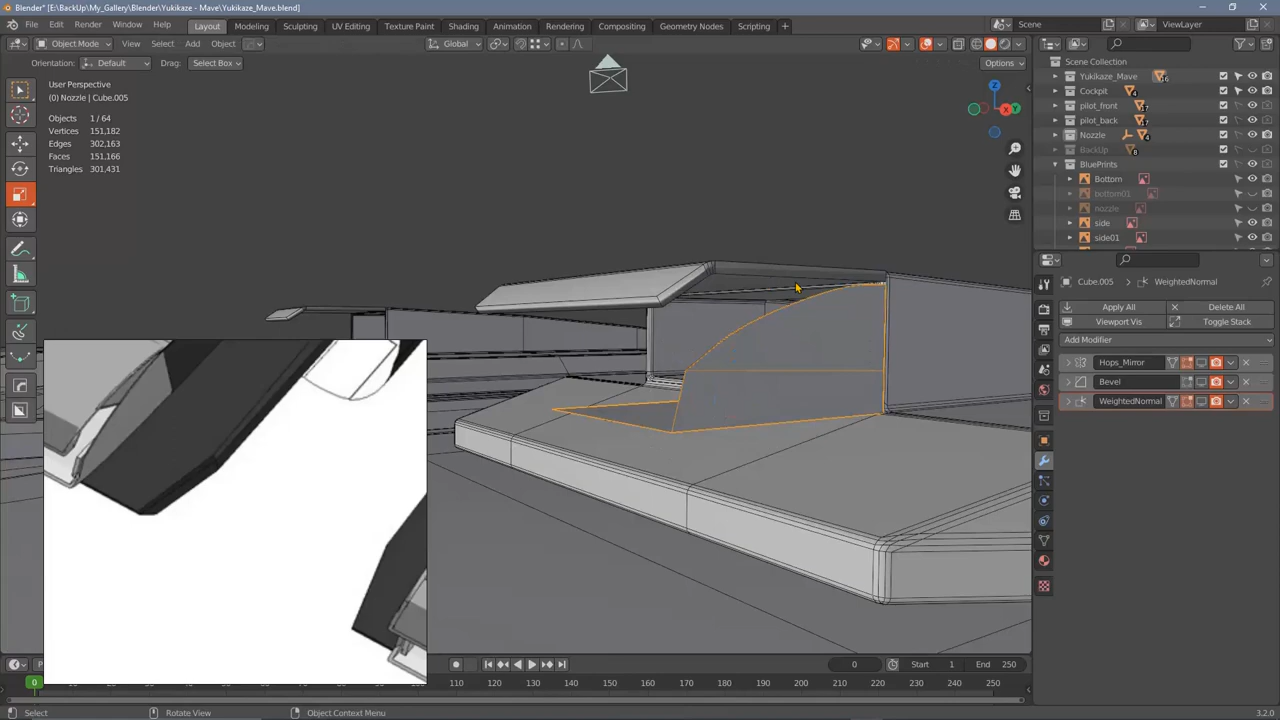 Blender* [E:\BackUp\My_Gallery\Blender\Yukikaze - Mave\Yukikaze_Mave.blend]
File Edit Render Window Help Layout Modeling Sculpting UV Editing Texture Paint Shading Animation Rendering Compositing Geometry Nodes Scripting + Scene ViewLayer
Object Mode View Select Add Object Global
Orientation: Default Drag: Select Box Options
User Perspective
(0) Nozzle | Cube.005
Objects 1 / 64
Vertices 151,182
Edges 302,163
Faces 151,166
Triangles 301,431
X Y Z
Scene Collection
Yukikaze_Mave 16
Cockpit 4
pilot_front 17
pilot_back 17
Nozzle 4
BackUp 8
BluePrints
Bottom
bottom01
nozzle
side
side01
Cube.005 WeightedNormal
Apply All Delete All
Viewport Vis Toggle Stack
Add Modifier
Hops_Mirror
Bevel
WeightedNormal
0 Start 1 End 250
0 110 120 130 140 150 160 170 180 190 200 210 220 230 240 250
Select Rotate View Object Context Menu 3.2.0